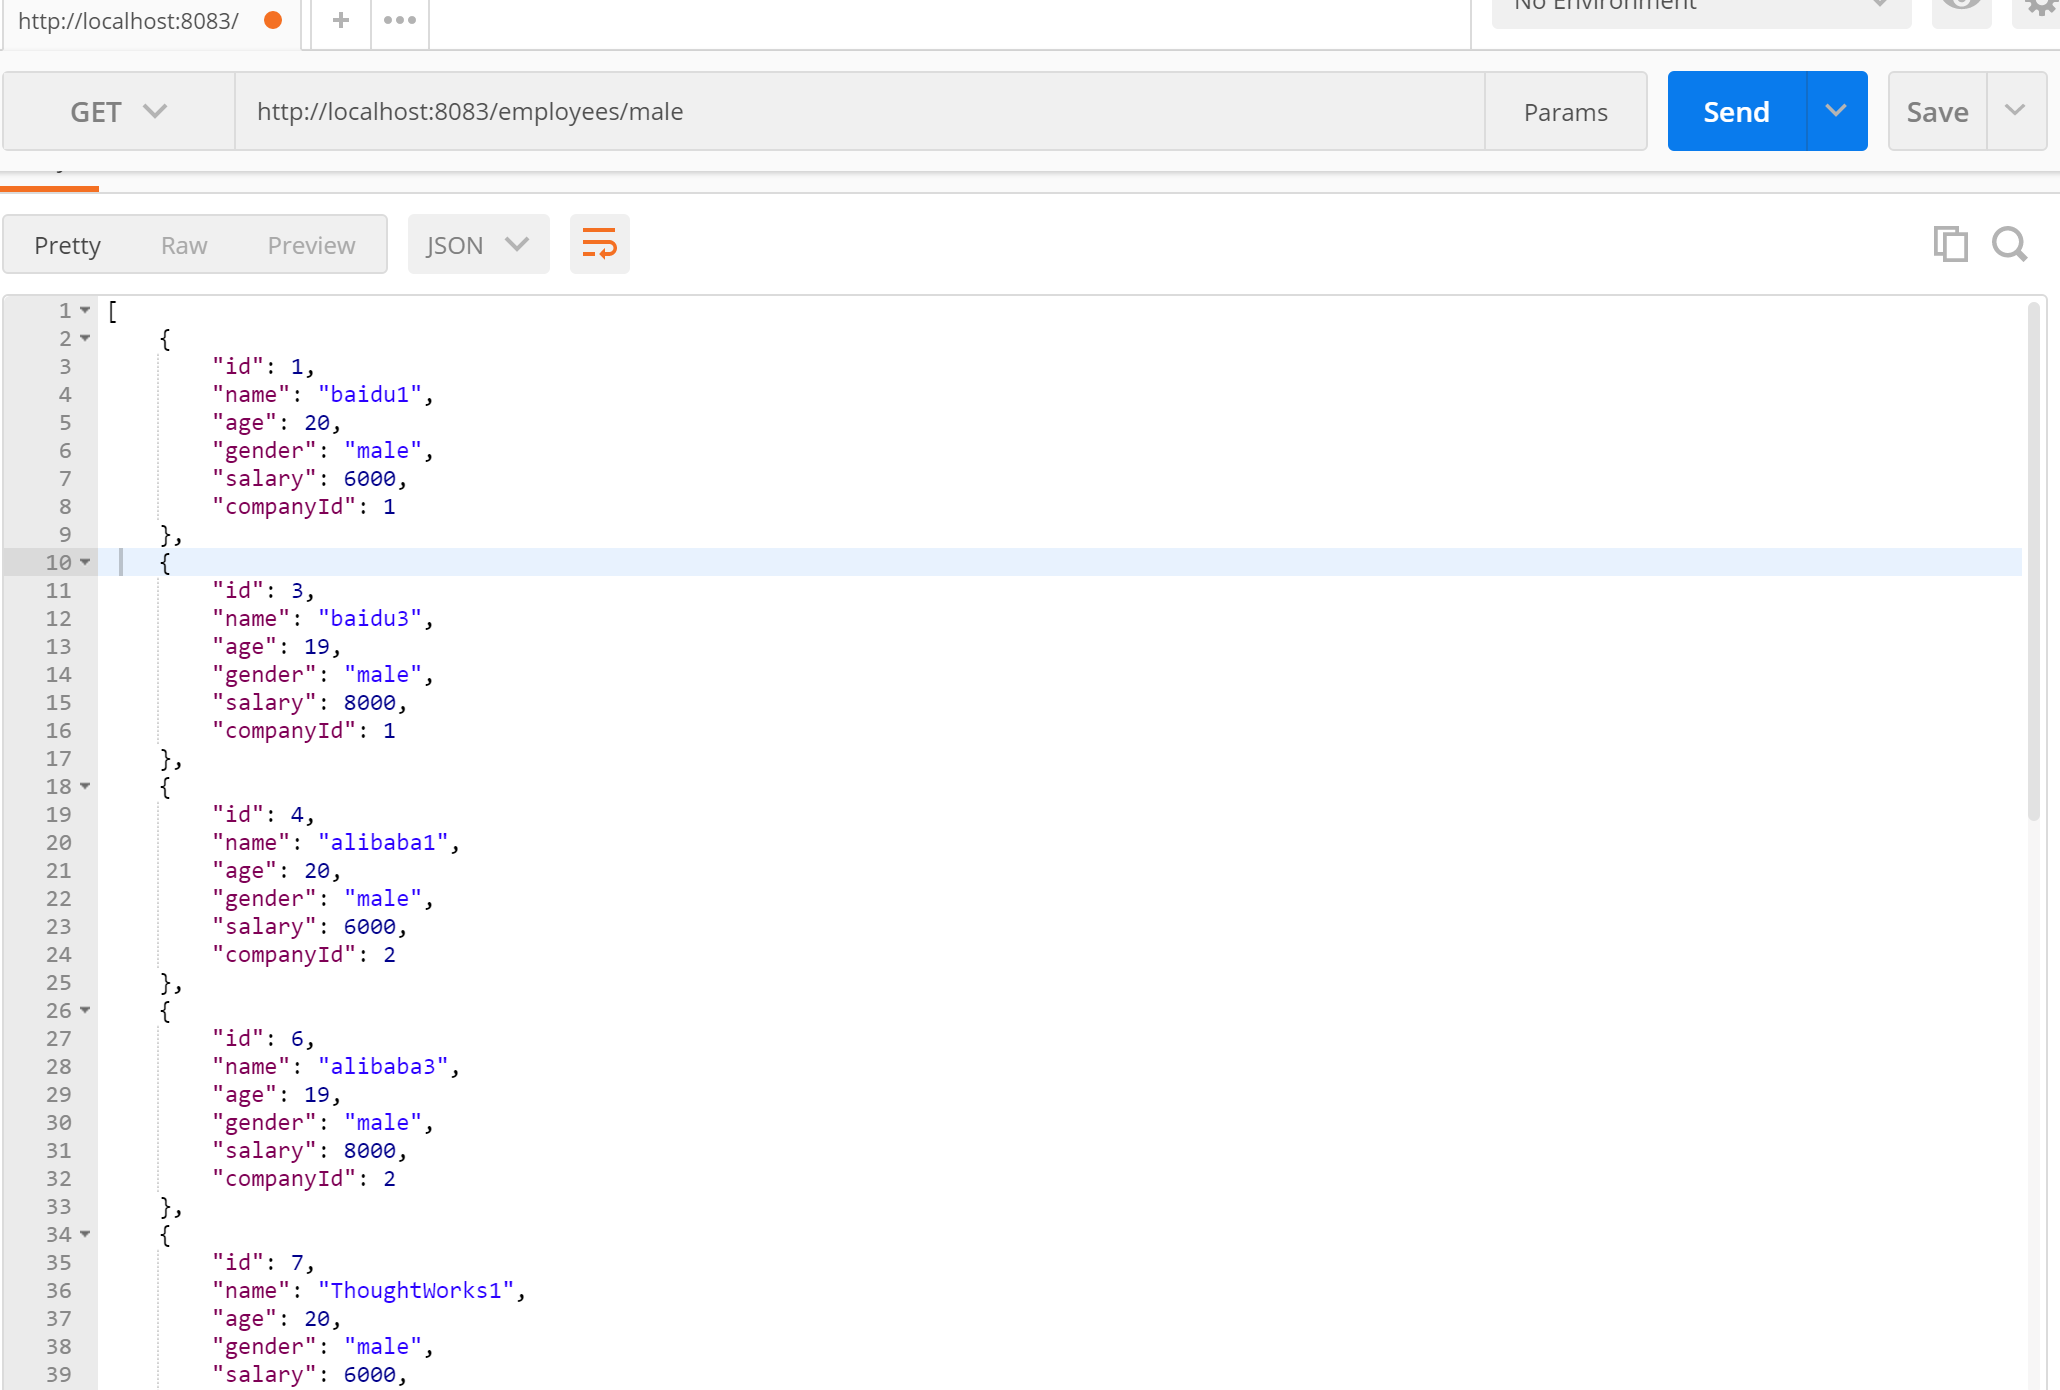 http://localhost:8083/
No Environment
GET http://localhost:8083/employees/male Params Send Save
Pretty Raw Preview JSON
1 [
2 {
3 "id": 1,
4 "name": "baidu1",
5 "age": 20,
6 "gender": "male",
7 "salary": 6000,
8 "companyId": 1
9 },
10 {
11 "id": 3,
12 "name": "baidu3",
13 "age": 19,
14 "gender": "male",
15 "salary": 8000,
16 "companyId": 1
17 },
18 {
19 "id": 4,
20 "name": "alibaba1",
21 "age": 20,
22 "gender": "male",
23 "salary": 6000,
24 "companyId": 2
25 },
26 {
27 "id": 6,
28 "name": "alibaba3",
29 "age": 19,
30 "gender": "male",
31 "salary": 8000,
32 "companyId": 2
33 },
34 {
35 "id": 7,
36 "name": "ThoughtWorks1",
37 "age": 20,
38 "gender": "male",
39 "salary": 6000,